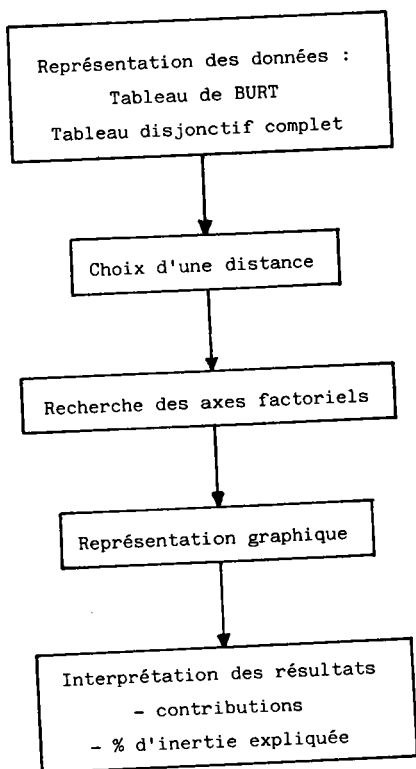 Représentation des données :
Tableau de BURT
Tableau disjonctif complet
Choix d'une distance
Recherche des axes factoriels
Représentation graphique
Interprétation des résultats
- contributions
- % d'inertie expliquée